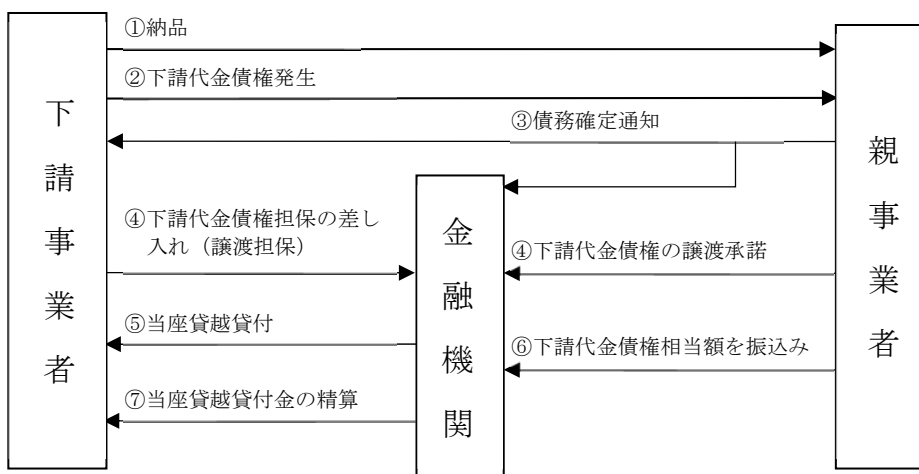 ①納品
②下請代金債権発生
③債務確定通知
下請事業者
親事業者
金融機関
④下請代金債権担保の差し
入れ（譲渡担保）
④下請代金債権の譲渡承諾
⑤当座貸越貸付
⑥下請代金債権相当額を振込み
⑦当座貸越貸付金の精算